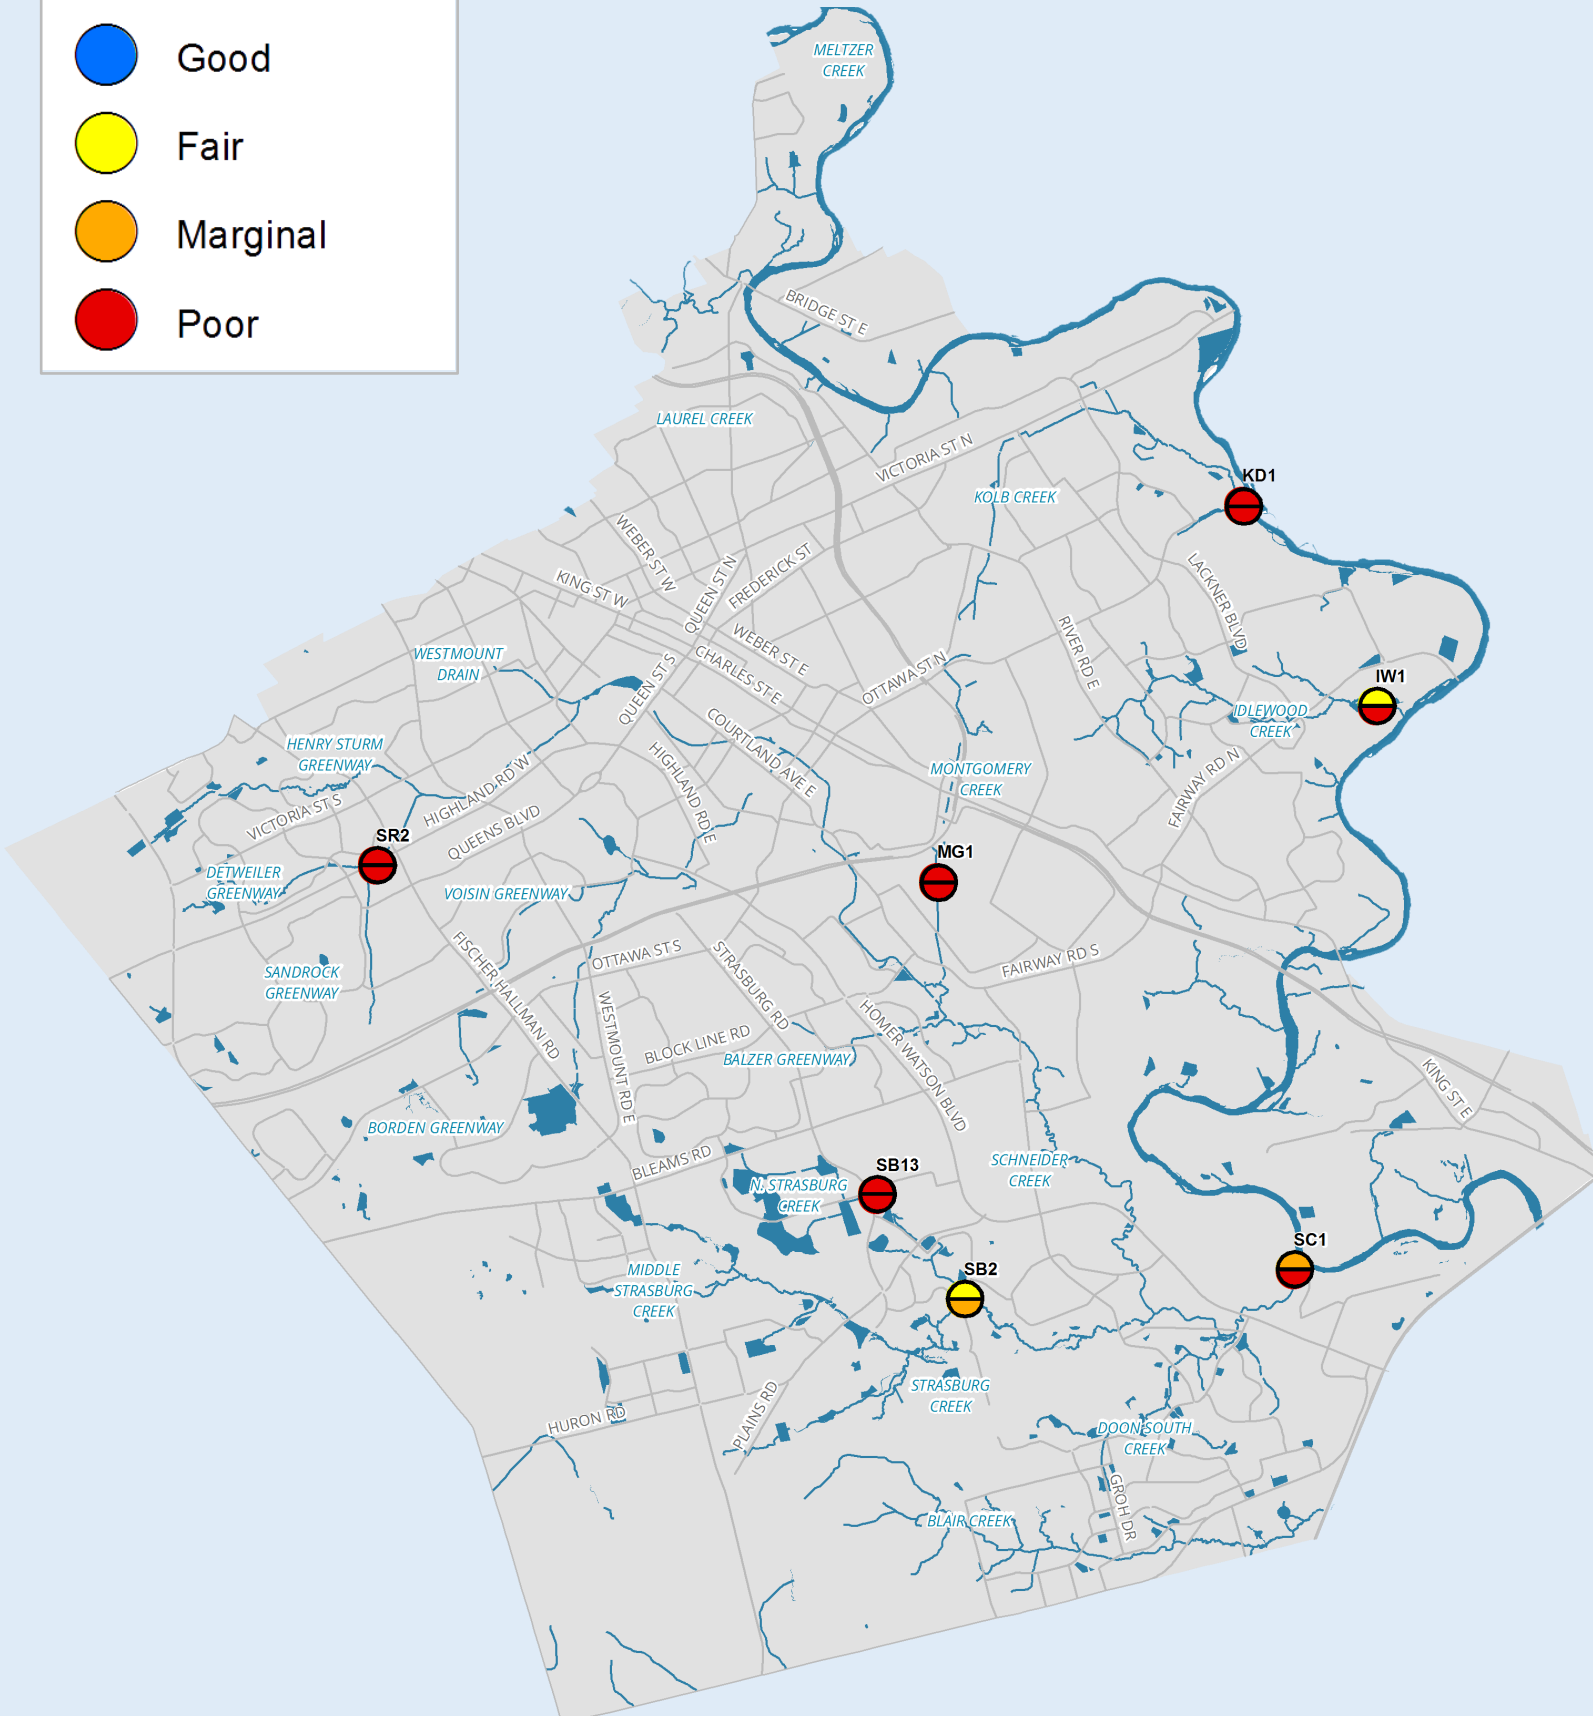 Good
Fair
Marginal
Poor
MELTZER
CREEK
BRIDGE ST E
LAUREL CREEK
VICTORIA ST N
KOLB CREEK
KD1
WEBER ST W
KING ST W
QUEEN ST N
FREDERICK ST
LACKNER BLVD
WESTMOUNT
DRAIN
WEBER ST E
CHARLES ST E
QUEEN ST S
OTTAWA ST N
RIVER RD E
IW1
IDLEWOOD
CREEK
HENRY STURM
GREENWAY
COURTLAND AVE E
HIGHLAND RD W
HIGHLAND RD E
MONTGOMERY
CREEK
FAIRWAY RD N
VICTORIA ST S
QUEENS BLVD
SR2
MG1
DETWEILER
GREENWAY
VOISIN GREENWAY
SANDROCK
GREENWAY
FISCHER HALLMAN RD
OTTAWA ST S
STRASBURG RD
FAIRWAY RD S
WESTMOUNT RD E
BLOCK LINE RD
HOMER WATSON BLVD
BALZER GREENWAY
KING ST E
BORDEN GREENWAY
BLEAMS RD
SB13
N. STRASBURG
CREEK
SCHNEIDER
CREEK
SC1
MIDDLE
STRASBURG
CREEK
SB2
STRASBURG
CREEK
PLAINS RD
HURON RD
DOON SOUTH
CREEK
GROH DR
BLAIR CREEK